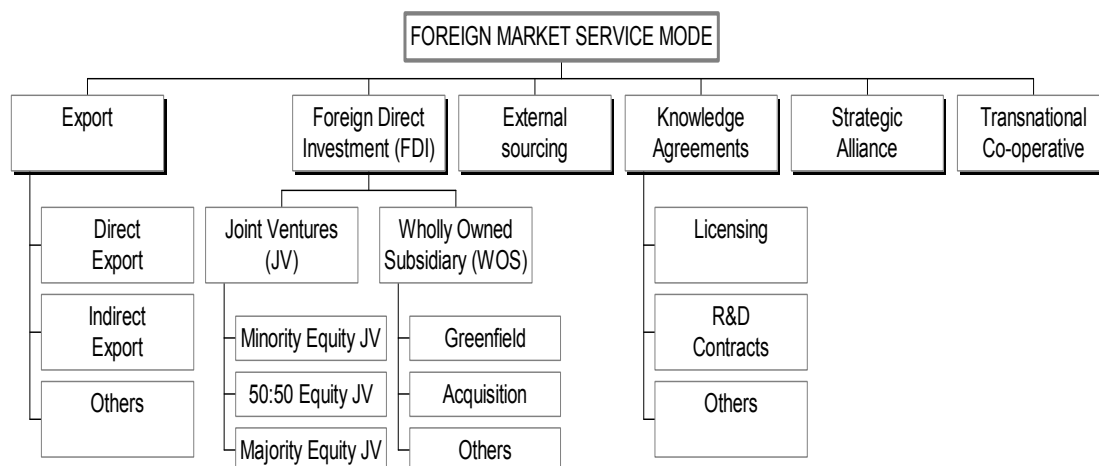 FOREIGN MARKET SERVICE MODE
Export
Foreign Direct
Investment (FDI)
External
sourcing
Knowledge
Agreements
Strategic
Alliance
Transnational
Co-operative
Direct
Export
Indirect
Export
Others
Joint Ventures
(JV)
Minority Equity JV
50:50 Equity JV
Majority Equity JV
Wholly Owned
Subsidiary (WOS)
Greenfield
Acquisition
Others
Licensing
R&D
Contracts
Others